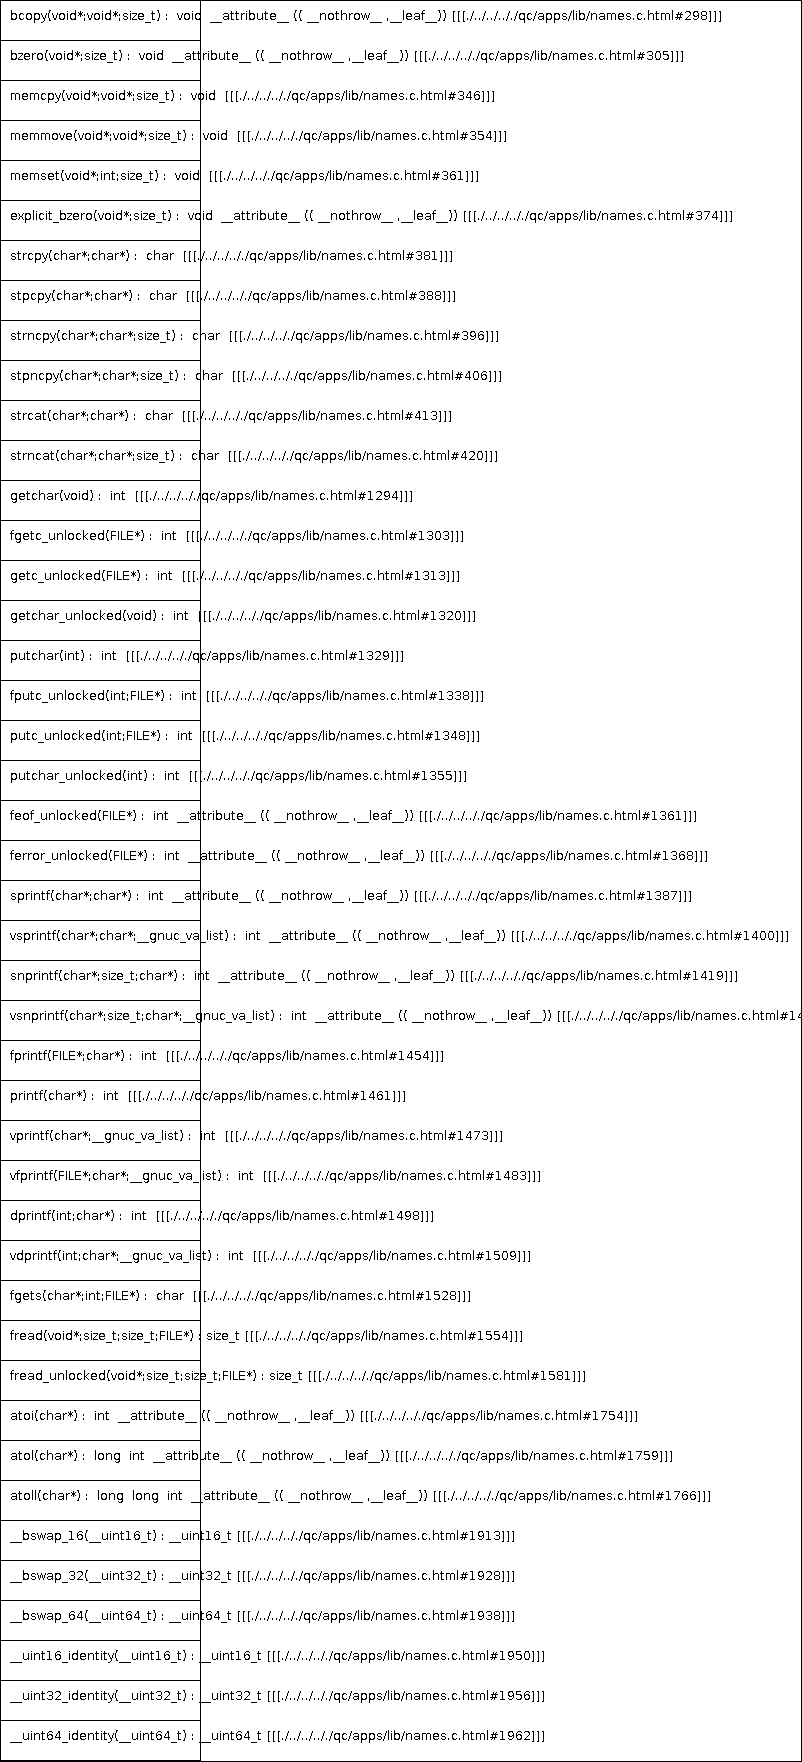 bcopy(void*;void*;size_t) : void __attribute__ (( __nothrow__ ,__leaf__)) [[[./../../../qc/apps/lib/names.c.html#298]]]
bzero(void*;size_t) : void __attribute__ (( __nothrow__ ,__leaf__)) [[[./../../../qc/apps/lib/names.c.html#305]]]
memcpy(void*;void*;size_t) : void [[[./../../../qc/apps/lib/names.c.html#346]]]
memmove(void*;void*;size_t) : void [[[./../../../qc/apps/lib/names.c.html#354]]]
memset(void*;int;size_t) : void [[[./../../../qc/apps/lib/names.c.html#361]]]
explicit_bzero(void*;size_t) : void __attribute__ (( __nothrow__ ,__leaf__)) [[[./../../../qc/apps/lib/names.c.html#374]]]
strcpy(char*;char*) : char [[[./../../../qc/apps/lib/names.c.html#381]]]
stpcpy(char*;char*) : char [[[./../../../qc/apps/lib/names.c.html#388]]]
strncpy(char*;char*;size_t) : char [[[./../../../qc/apps/lib/names.c.html#396]]]
stpncpy(char*;char*;size_t) : char [[[./../../../qc/apps/lib/names.c.html#406]]]
strcat(char*;char*) : char [[[./../../../qc/apps/lib/names.c.html#413]]]
strncat(char*;char*;size_t) : char [[[./../../../qc/apps/lib/names.c.html#420]]]
getchar(void) : int [[[./../../../qc/apps/lib/names.c.html#1294]]]
fgetc_unlocked(FILE*) : int [[[./../../../qc/apps/lib/names.c.html#1303]]]
getc_unlocked(FILE*) : int [[[./../../../qc/apps/lib/names.c.html#1313]]]
getchar_unlocked(void) : int [[[./../../../qc/apps/lib/names.c.html#1320]]]
putchar(int) : int [[[./../../../qc/apps/lib/names.c.html#1329]]]
fputc_unlocked(int;FILE*) : int [[[./../../../qc/apps/lib/names.c.html#1338]]]
putc_unlocked(int;FILE*) : int [[[./../../../qc/apps/lib/names.c.html#1348]]]
putchar_unlocked(int) : int [[[./../../../qc/apps/lib/names.c.html#1355]]]
feof_unlocked(FILE*) : int __attribute__ (( __nothrow__ ,__leaf__)) [[[./../../../qc/apps/lib/names.c.html#1361]]]
ferror_unlocked(FILE*) : int __attribute__ (( __nothrow__ ,__leaf__)) [[[./../../../qc/apps/lib/names.c.html#1368]]]
sprintf(char*;char*) : int __attribute__ (( __nothrow__ ,__leaf__)) [[[./../../../qc/apps/lib/names.c.html#1387]]]
vsprintf(char*;char*;__gnuc_va_list) : int __attribute__ (( __nothrow__ ,__leaf__)) [[[./../../../qc/apps/lib/names.c.html#1400]]]
snprintf(char*;size_t;char*) : int __attribute__ (( __nothrow__ ,__leaf__)) [[[./../../../qc/apps/lib/names.c.html#1419]]]
vsnprintf(char*;size_t;char*;__gnuc_va_list) : int __attribute__ (( __nothrow__ ,__leaf__)) [[[./../../../qc/apps/lib/names.c.html#14
fprintf(FILE*;char*) : int [[[./../../../qc/apps/lib/names.c.html#1454]]]
printf(char*) : int [[[./../../../qc/apps/lib/names.c.html#1461]]]
vprintf(char*;__gnuc_va_list) : int [[[./../../../qc/apps/lib/names.c.html#1473]]]
vfprintf(FILE*;char*;__gnuc_va_list) : int [[[./../../../qc/apps/lib/names.c.html#1483]]]
dprintf(int;char*) : int [[[./../../../qc/apps/lib/names.c.html#1498]]]
vdprintf(int;char*;__gnuc_va_list) : int [[[./../../../qc/apps/lib/names.c.html#1509]]]
fgets(char*;int;FILE*) : char [[[./../../../qc/apps/lib/names.c.html#1528]]]
fread(void*;size_t;size_t;FILE*) : size_t [[[./../../../qc/apps/lib/names.c.html#1554]]]
fread_unlocked(void*;size_t;size_t;FILE*) : size_t [[[./../../../qc/apps/lib/names.c.html#1581]]]
atoi(char*) : int __attribute__ (( __nothrow__ ,__leaf__)) [[[./../../../qc/apps/lib/names.c.html#1754]]]
atol(char*) : long int __attribute__ (( __nothrow__ ,__leaf__)) [[[./../../../qc/apps/lib/names.c.html#1759]]]
atoll(char*) : long long int __attribute__ (( __nothrow__ ,__leaf__)) [[[./../../../qc/apps/lib/names.c.html#1766]]]
__bswap_16(__uint16_t) : __uint16_t [[[./../../../qc/apps/lib/names.c.html#1913]]]
__bswap_32(__uint32_t) : __uint32_t [[[./../../../qc/apps/lib/names.c.html#1928]]]
__bswap_64(__uint64_t) : __uint64_t [[[./../../../qc/apps/lib/names.c.html#1938]]]
__uint16_identity(__uint16_t) : __uint16_t [[[./../../../qc/apps/lib/names.c.html#1950]]]
__uint32_identity(__uint32_t) : __uint32_t [[[./../../../qc/apps/lib/names.c.html#1956]]]
__uint64_identity(__uint64_t) : __uint64_t [[[./../../../qc/apps/lib/names.c.html#1962]]]